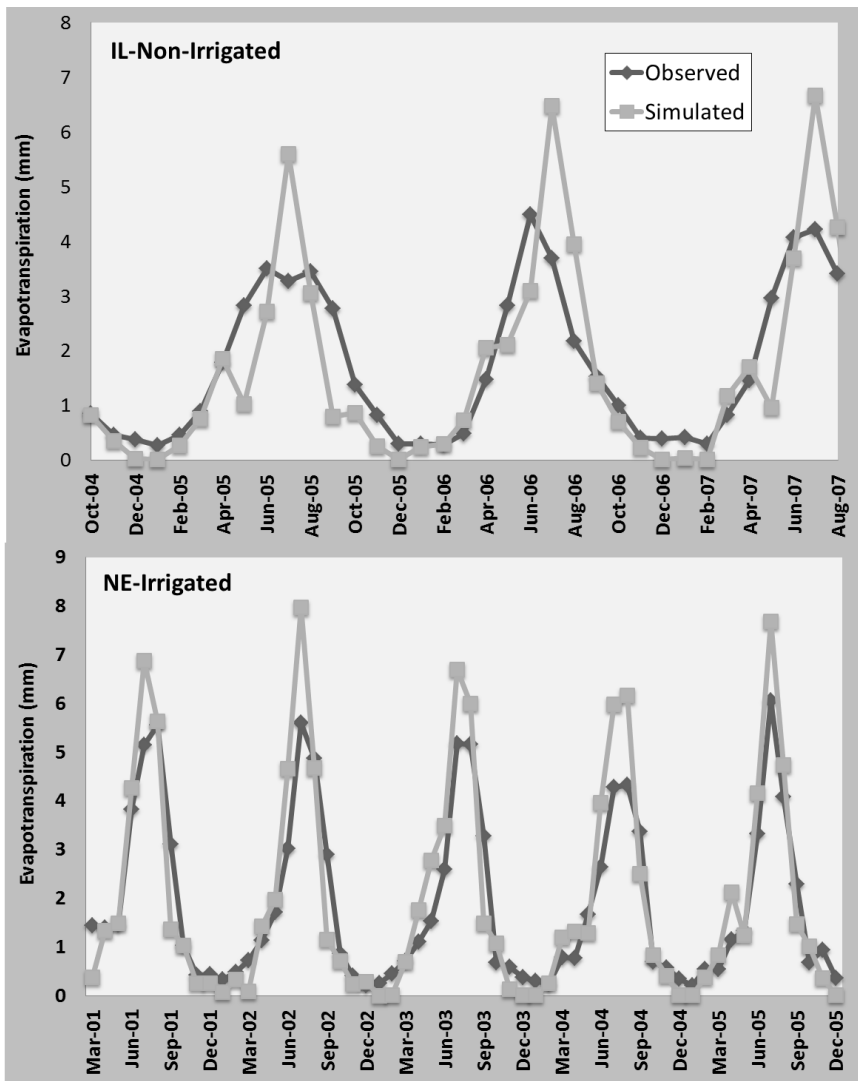 IL-Non-Irrigated
Observed
Simulated
Evapotranspiration (mm)
8
7
6
5
4
3
2
1
0
Oct-04
Dec-04
Feb-05
Apr-05
Jun-05
Aug-05
Oct-05
Dec-05
Feb-06
Apr-06
Jun-06
Aug-06
Oct-06
Dec-06
Feb-07
Apr-07
Jun-07
Aug-07
NE-Irrigated
Evapotranspiration (mm)
9
8
7
6
5
4
3
2
1
0
Mar-01
Jun-01
Sep-01
Dec-01
Mar-02
Jun-02
Sep-02
Dec-02
Mar-03
Jun-03
Sep-03
Dec-03
Mar-04
Jun-04
Sep-04
Dec-04
Mar-05
Jun-05
Sep-05
Dec-05